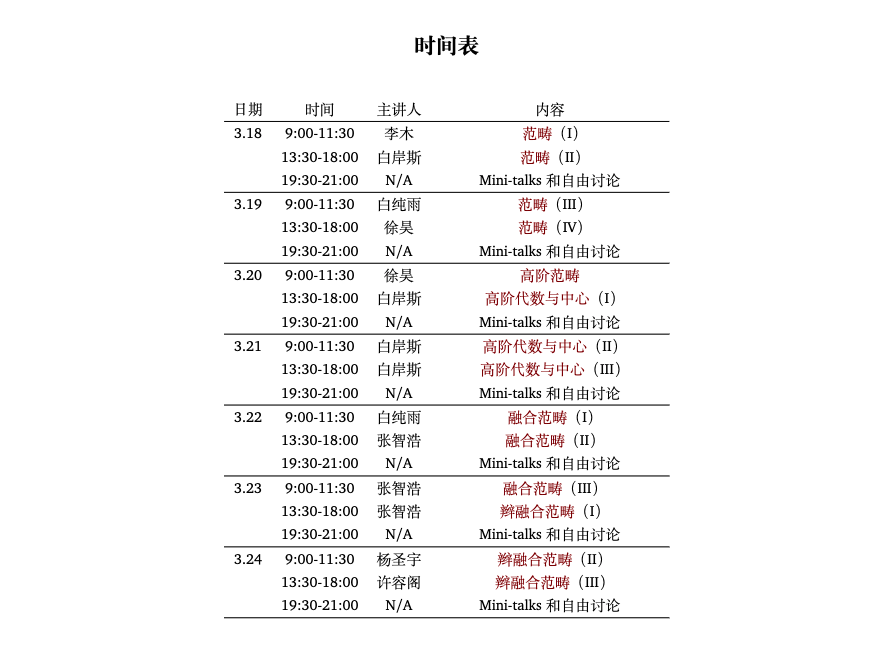 时间表
日期 时间 主讲人 内容
3.18 9:00-11:30 李木 范畴（I）
13:30-18:00 白岸斯 范畴（II）
19:30-21:00 N/A Mini-talks 和自由讨论
3.19 9:00-11:30 白纯雨 范畴（III）
13:30-18:00 徐昊 范畴（IV）
19:30-21:00 N/A Mini-talks 和自由讨论
3.20 9:00-11:30 徐昊 高阶范畴
13:30-18:00 白岸斯 高阶代数与中心（I）
19:30-21:00 N/A Mini-talks 和自由讨论
3.21 9:00-11:30 白岸斯 高阶代数与中心（II）
13:30-18:00 白岸斯 高阶代数与中心（III）
19:30-21:00 N/A Mini-talks 和自由讨论
3.22 9:00-11:30 白纯雨 融合范畴（I）
13:30-18:00 张智浩 融合范畴（II）
19:30-21:00 N/A Mini-talks 和自由讨论
3.23 9:00-11:30 张智浩 融合范畴（III）
13:30-18:00 张智浩 辫融合范畴（I）
19:30-21:00 N/A Mini-talks 和自由讨论
3.24 9:00-11:30 杨圣宇 辫融合范畴（II）
13:30-18:00 许容阁 辫融合范畴（III）
19:30-21:00 N/A Mini-talks 和自由讨论